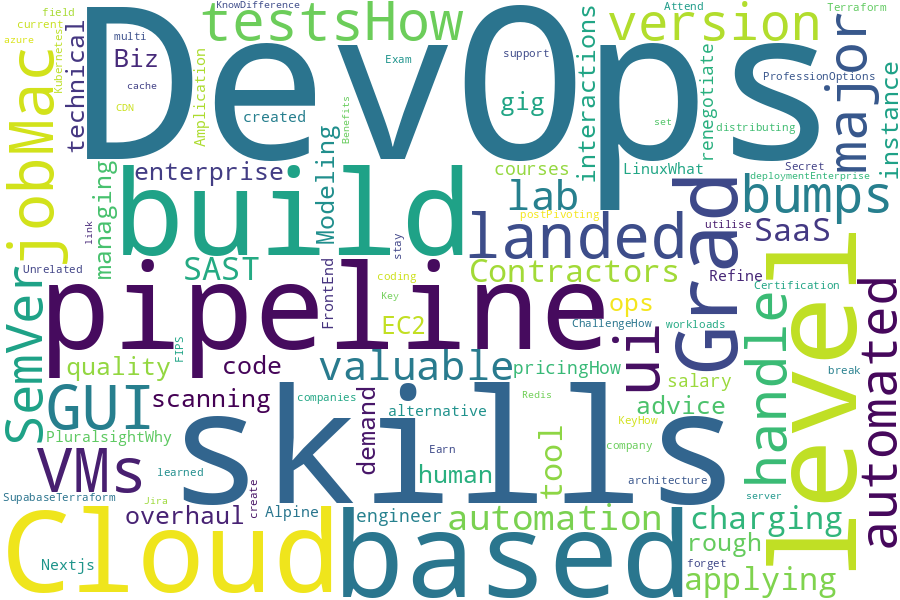 KnowDifference
Attend
Terraform
field
current
azure
multi
Biz
cache
CDN
technical
Kubernetes
jobMac
DevOps
testsHow
version
major
instance
Amplication
created
Exam
Benefits
support
gig
interactions
set
renegotiate
distributing
ProfessionOptions
Secret
deploymentEnterprise
enterprise
managing
link
build
Modeling
stay
courses
lab
LinuxWhat
postPivoting
landed
utilise
bumps
SaaS
Grad
Unrelated
SAST
FrontEnd
coding
Key
EC2
Contractors
ops
Refine
Certification
ChallengeHow
workloads
SemVer
pipeline
FIPS
ui
handle
level
automated
break
quality
code
valuable
pricingHow
salary
GUI
scanning
companies
demand
alternative
Redis
advice
KeyHow
PluralsightWhy
skills
Earn
company
VMs
learned
human
tool
architecture
SupabaseTerraform
Jira
create
server
Cloud
overhaul
Alpine
based
engineer
automation
charging
rough
forget
Nextjs
applying